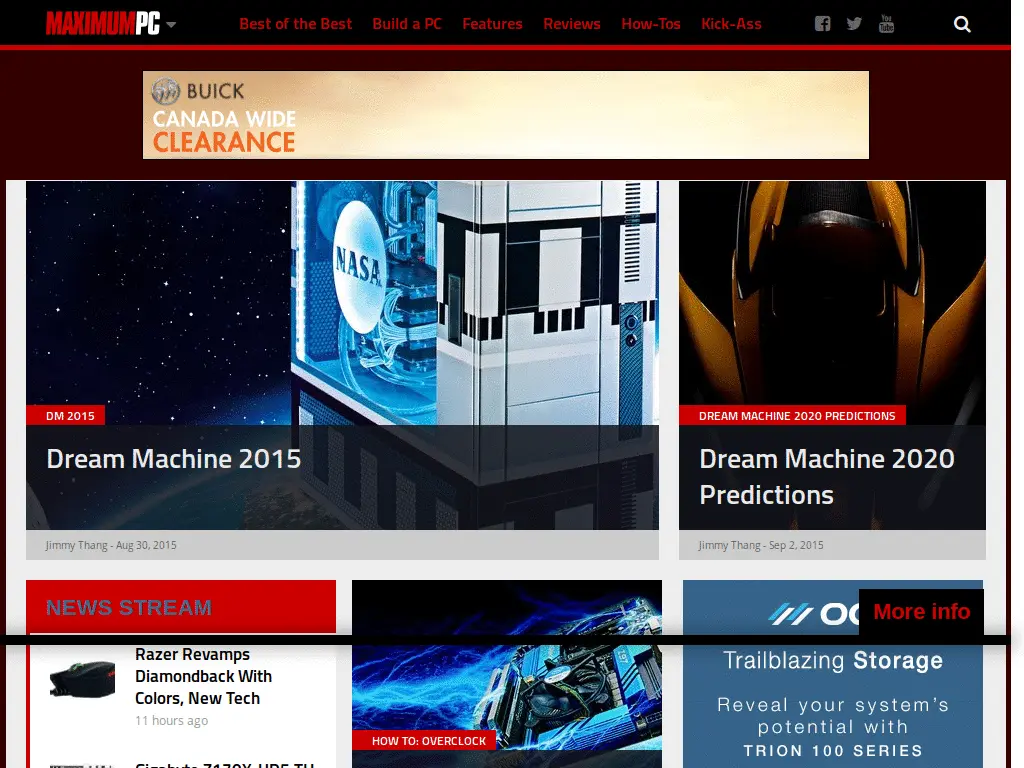 MAXIMUMPC
Best of the Best Build a PC Features Reviews How-Tos Kick-Ass
You
Tube
BUICK
CANADA WIDE
CLEARANCE
NASA
DM 2015
Dream Machine 2015
Jimmy Thang - Aug 30, 2015
DREAM MACHINE 2020 PREDICTIONS
Dream Machine 2020
Predictions
Jimmy Thang - Sep 2, 2015
NEWS STREAM
Razer Revamps
Diamondback With
Colors, New Tech
11 hours ago
Z97
HOW TO: OVERCLOCK
More info
Trailblazing Storage
Reveal your system's
potential with
TRION 100 SERIES